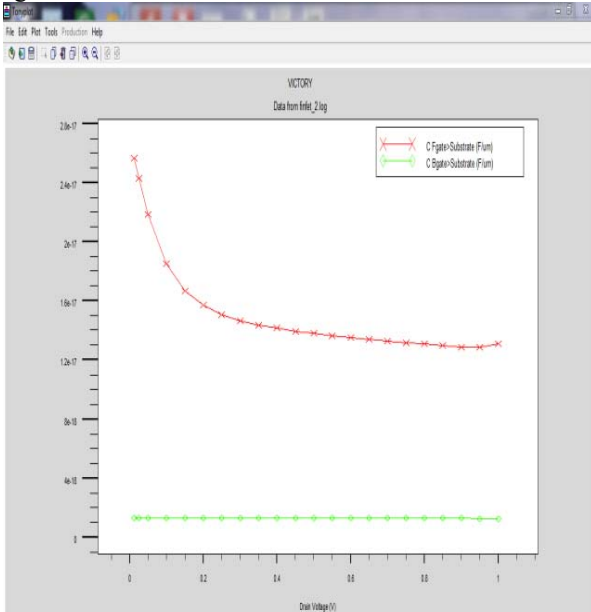 Tonyplot
File Edit Plot Tools Production Help
VICTORY
Data from finfet_2.log
C Fgate>Substrate (F/um)
C Bgate>Substrate (F/um)
2.8e-17
2.4e-17
2e-17
1.6e-17
1.2e-17
8e-18
4e-18
0
0 0.2 0.4 0.6 0.8 1
Drain Voltage (V)